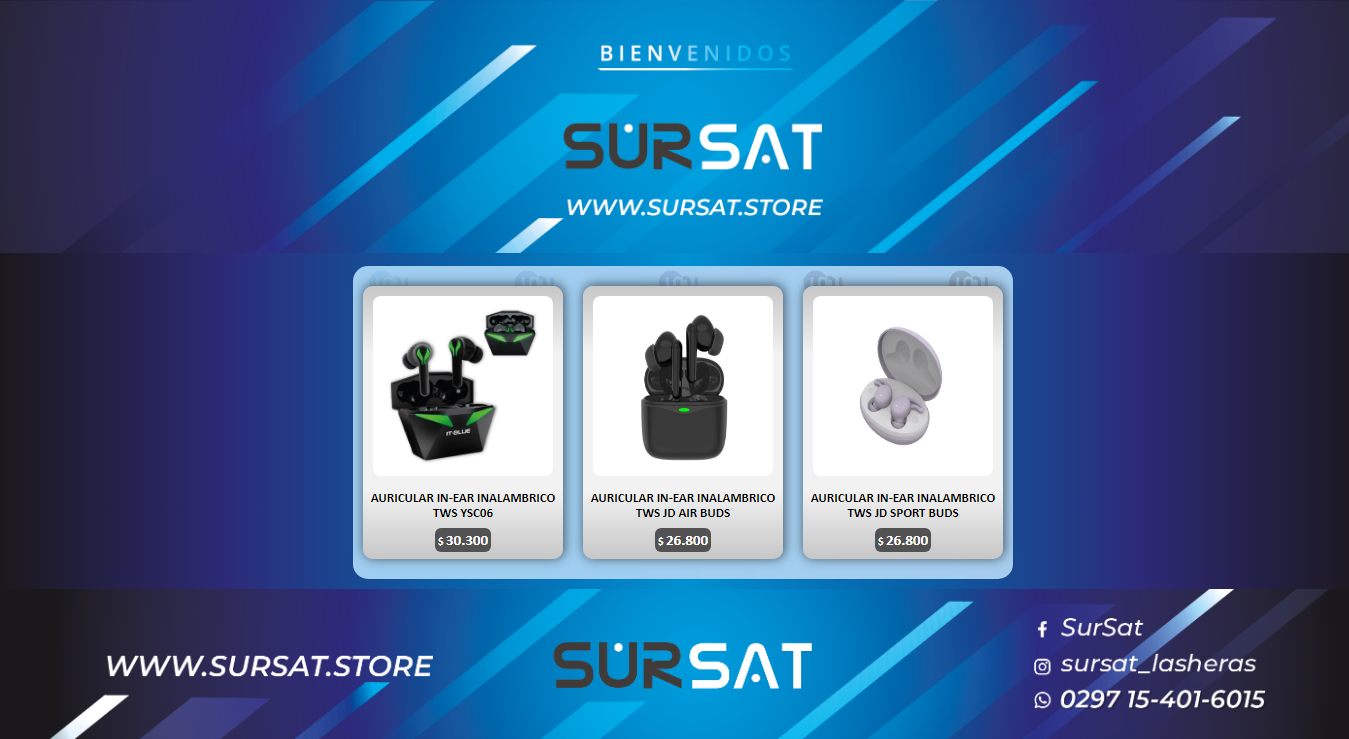 BIENVENIDOS
SURSAT
WWW.SURSAT.STORE
IT-BLUE
AURICULAR IN-EAR INALAMBRICO
TWS YSC06
$ 30.300
AURICULAR IN-EAR INALAMBRICO
TWS JD AIR BUDS
$ 26.800
AURICULAR IN-EAR INALAMBRICO
TWS JD SPORT BUDS
$ 26.800
WWW.SURSAT.STORE
SURSAT
SurSat
sursat_lasheras
0297 15-401-6015